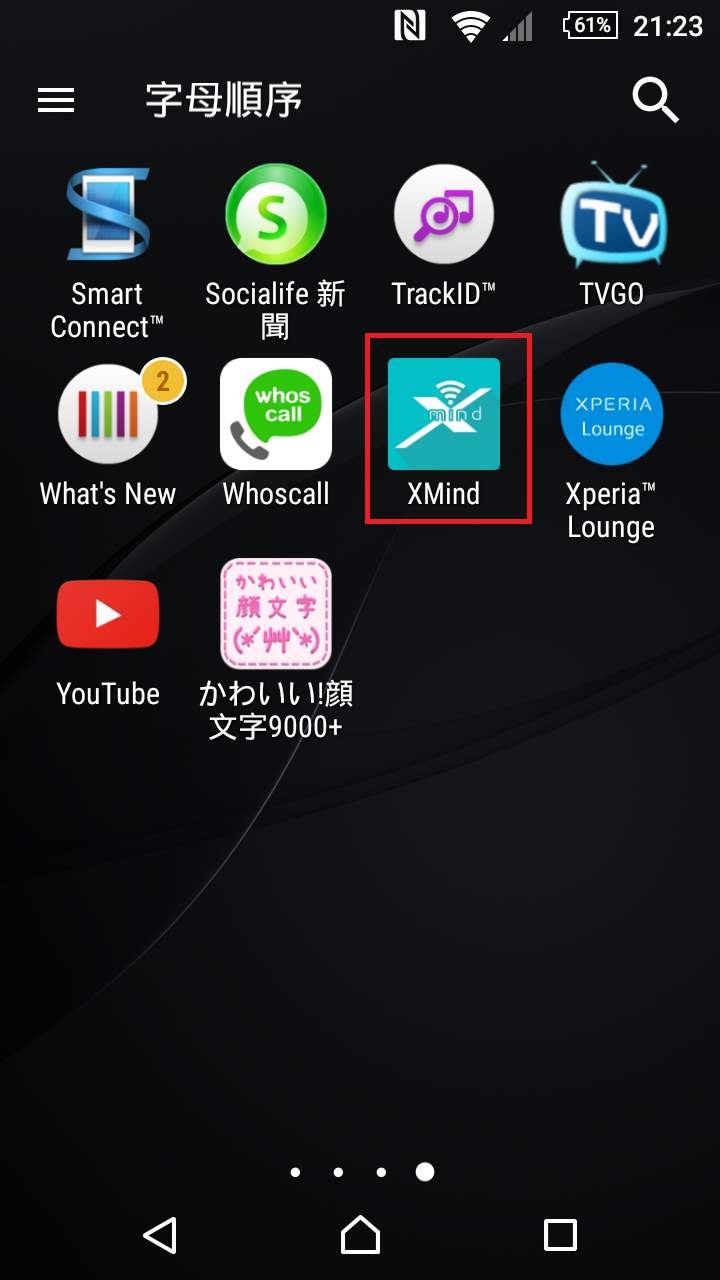 61% 21:23
字母順序
S
S
TV
Smart
Connect™
Socialife 新
聞
TrackID™
TVGO
2
whos
call
mind
XPERIA
Lounge
What's New
Whoscall
XMind
Xperia™
Lounge
かわいい
顔文字
(*´艸`*)
YouTube
かわいい!顔
文字9000+